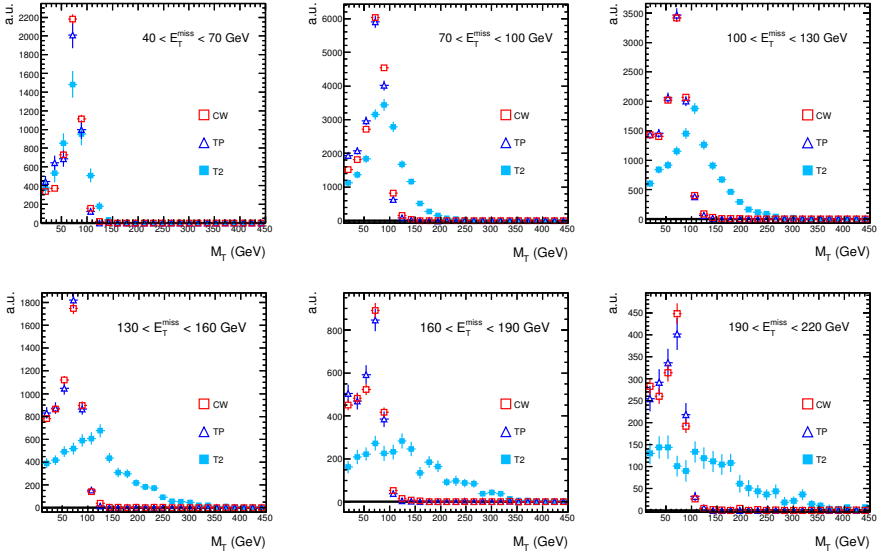 a.u.
2200
2000
1800
1600
1400
1200
1000
800
600
400
200
0
40 < E_T^miss < 70 GeV
CW
TP
T2
50 100 150 200 250 300 350 400 450
M_T (GeV)
a.u.
6000
5000
4000
3000
2000
1000
0
70 < E_T^miss < 100 GeV
CW
TP
T2
50 100 150 200 250 300 350 400 450
M_T (GeV)
a.u.
3500
3000
2500
2000
1500
1000
500
0
100 < E_T^miss < 130 GeV
CW
TP
T2
50 100 150 200 250 300 350 400 450
M_T (GeV)
a.u.
1800
1600
1400
1200
1000
800
600
400
200
0
130 < E_T^miss < 160 GeV
CW
TP
T2
50 100 150 200 250 300 350 400 450
M_T (GeV)
a.u.
800
600
400
200
0
160 < E_T^miss < 190 GeV
CW
TP
T2
50 100 150 200 250 300 350 400 450
M_T (GeV)
a.u.
450
400
350
300
250
200
150
100
50
0
190 < E_T^miss < 220 GeV
CW
TP
T2
50 100 150 200 250 300 350 400 450
M_T (GeV)